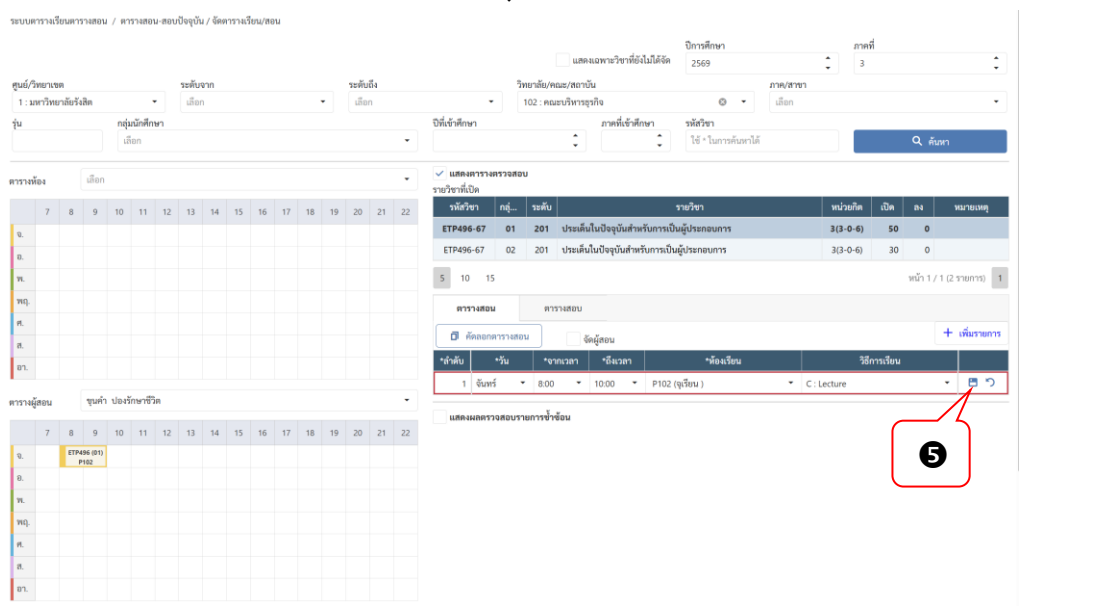 ระบบตารางเรียนตารางสอน / ตารางสอน-สอบปัจจุบัน / จัดตารางเรียน/สอน
ปีการศึกษา ภาคที่
แสดงเฉพาะวิชาที่ยังไม่ได้จัด 2569 3
ศูนย์/วิทยาเขต ระดับจาก ระดับถึง วิทยาลัย/คณะ/สถาบัน ภาค/สาขา
1 : มหาวิทยาลัยรังสิต เลือก เลือก 102 : คณะบริหารธุรกิจ เลือก
รุ่น กลุ่มนักศึกษา ปีที่เข้าศึกษา ภาคที่เข้าศึกษา รหัสวิชา
เลือก ใช้ * ในการค้นหาได้ ค้นหา
ตารางห้อง เลือก
7 8 9 10 11 12 13 14 15 16 17 18 19 20 21 22
จ.
อ.
พ.
พฤ.
ศ.
ส.
อา.
ตารางผู้สอน ขุนคำ ปองรักษาชีวิต
7 8 9 10 11 12 13 14 15 16 17 18 19 20 21 22
จ. ETP496 (01)
P102
อ.
พ.
พฤ.
ศ.
ส.
อา.
แสดงตารางตรวจสอบ
รายวิชาที่เปิด
รหัสวิชา กลุ่... ระดับ รายวิชา หน่วยกิต เปิด ลง หมายเหตุ
ETP496-67 01 201 ประเด็นในปัจจุบันสำหรับการเป็นผู้ประกอบการ 3(3-0-6) 50 0
ETP496-67 02 201 ประเด็นในปัจจุบันสำหรับการเป็นผู้ประกอบการ 3(3-0-6) 30 0
5 10 15 หน้า 1 / 1 (2 รายการ) 1
ตารางสอน ตารางสอบ
คัดลอกตารางสอน จัดผู้สอน + เพิ่มรายการ
*ลำดับ *วัน *จากเวลา *ถึงเวลา *ห้องเรียน วิธีการเรียน
1 จันทร์ 8:00 10:00 P102 (จุเรียน ) C : Lecture
แสดงผลตรวจสอบรายการซ้ำซ้อน
❺